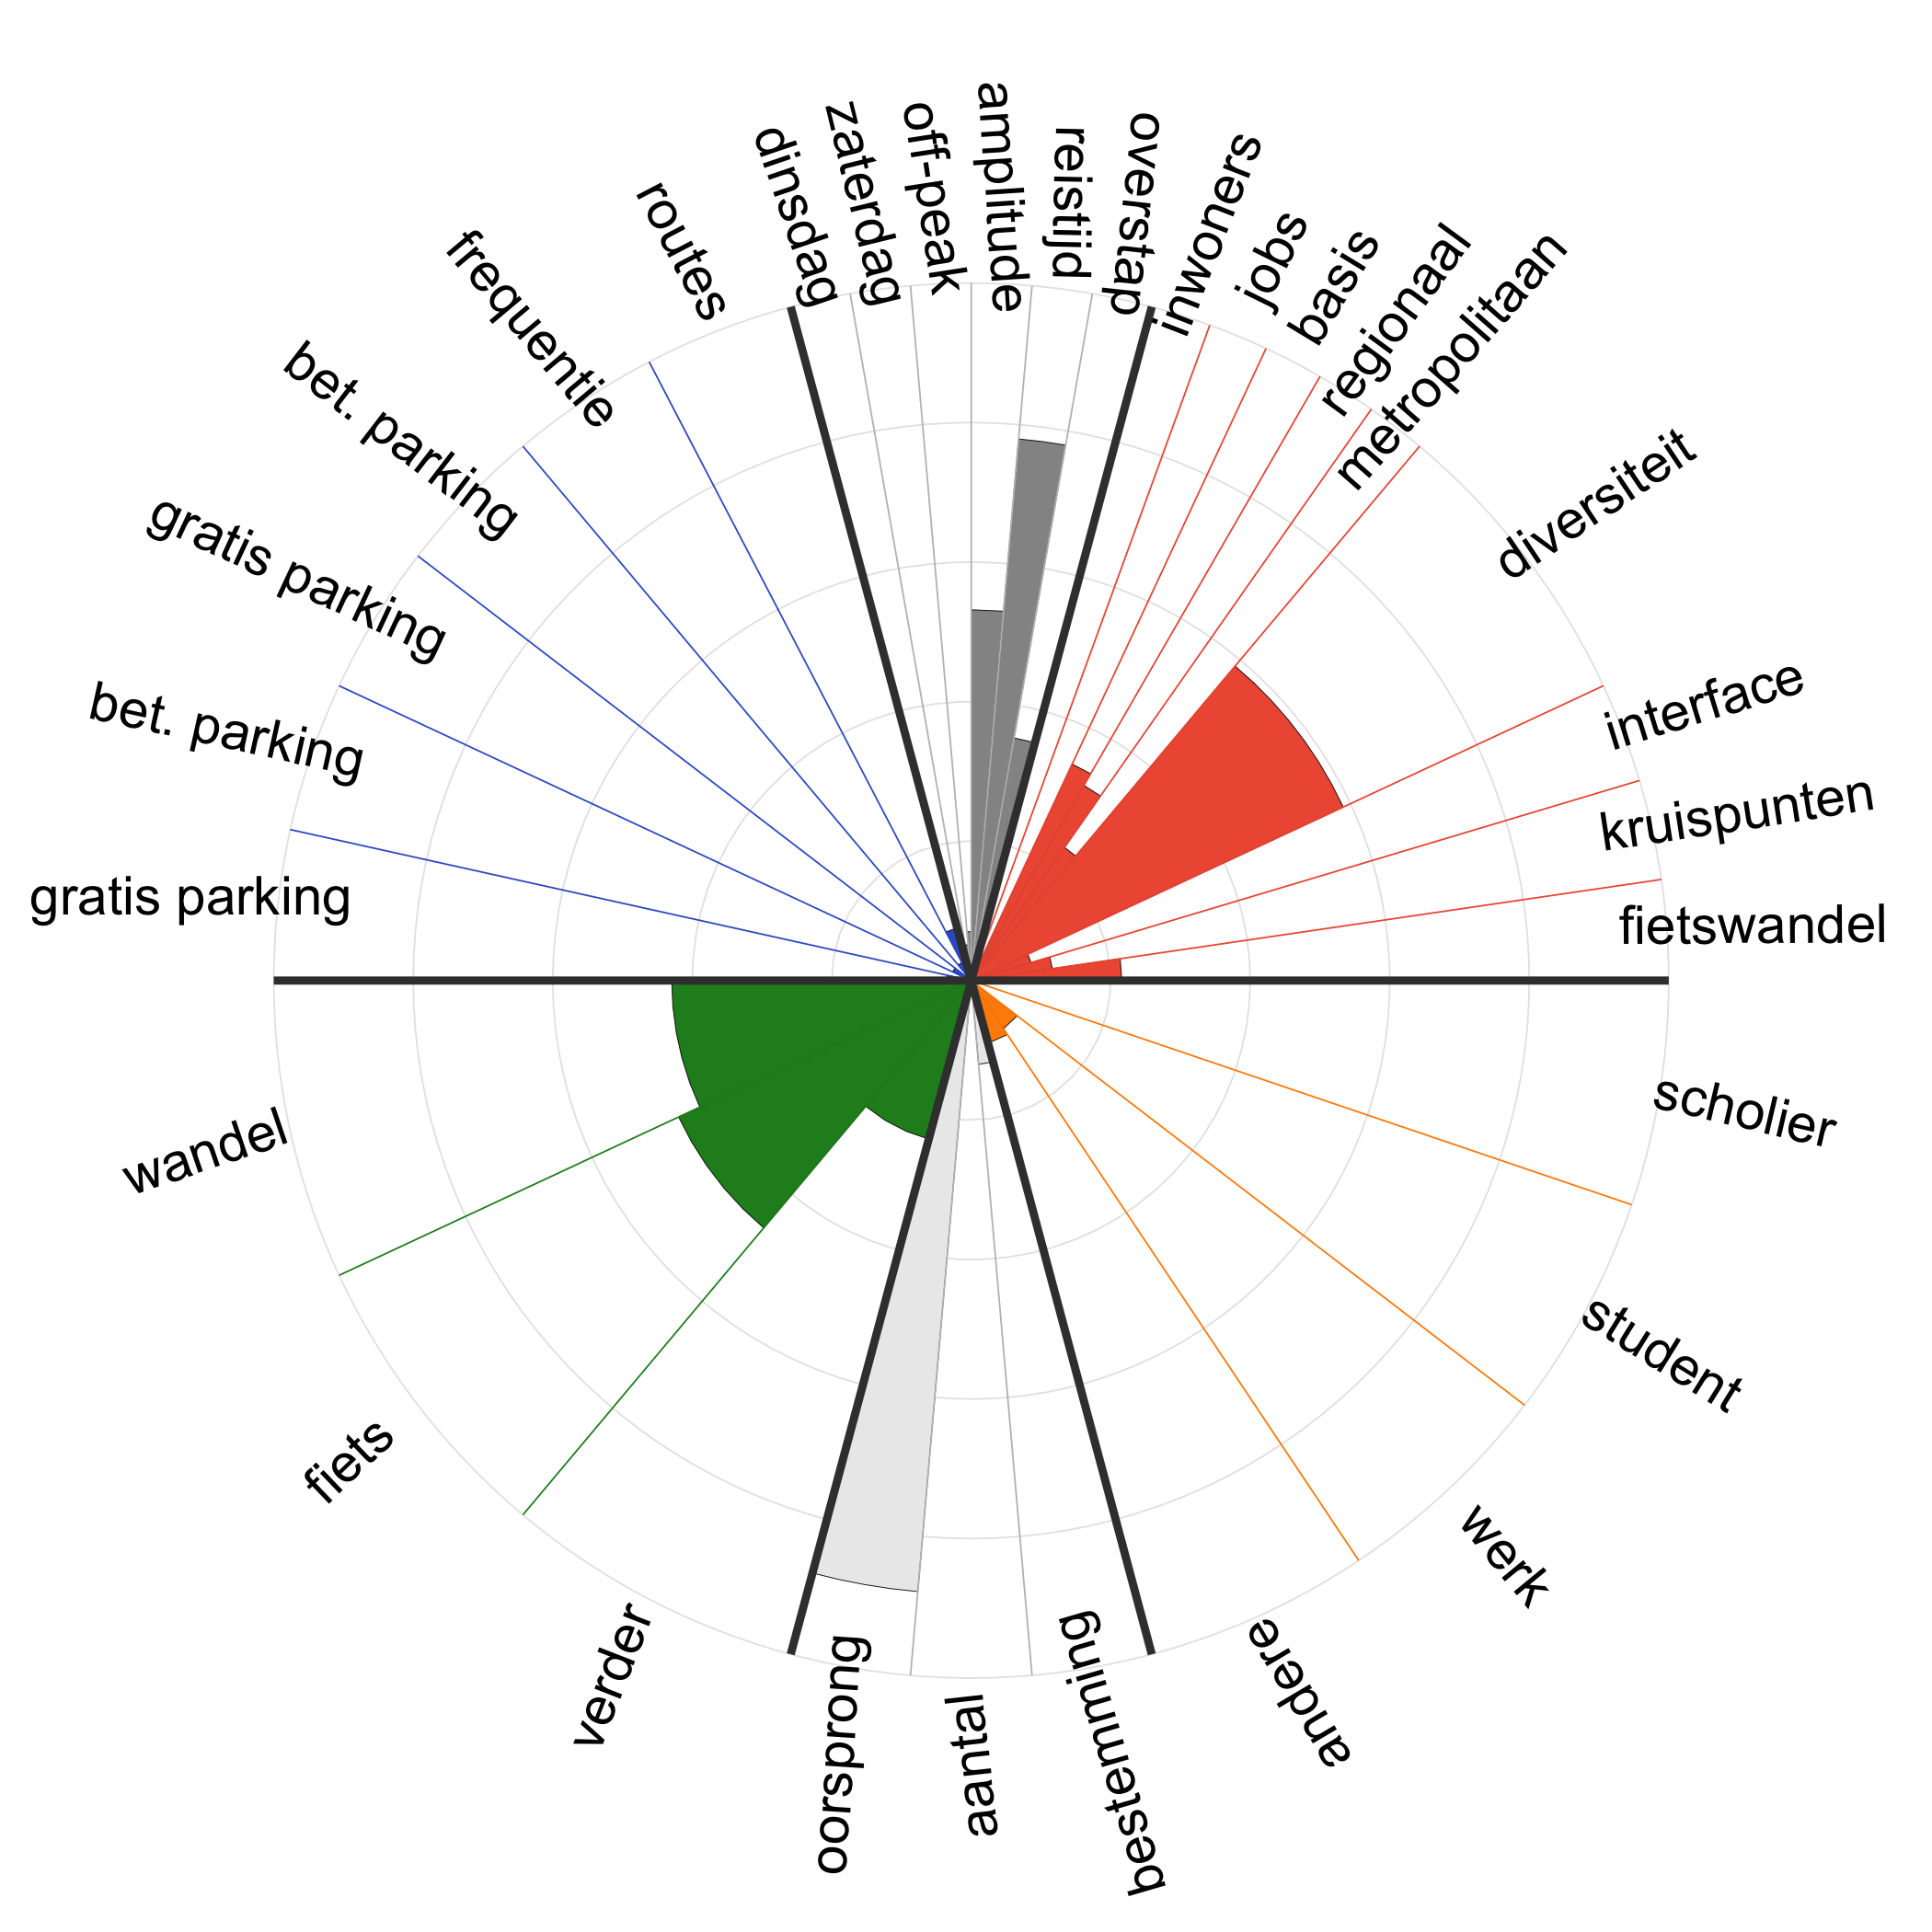 dinsdag
zaterdag
off-peak
amplitude
reistijd
overstap
inwoners
jobs
basis
regionaal
metropolitaan
diversiteit
interface
kruispunten
fietswandel
scholier
student
werk
andere
bestemming
aantal
oorsprong
verder
fiets
wandel
gratis parking
bet. parking
gratis parking
bet. parking
frequentie
routes